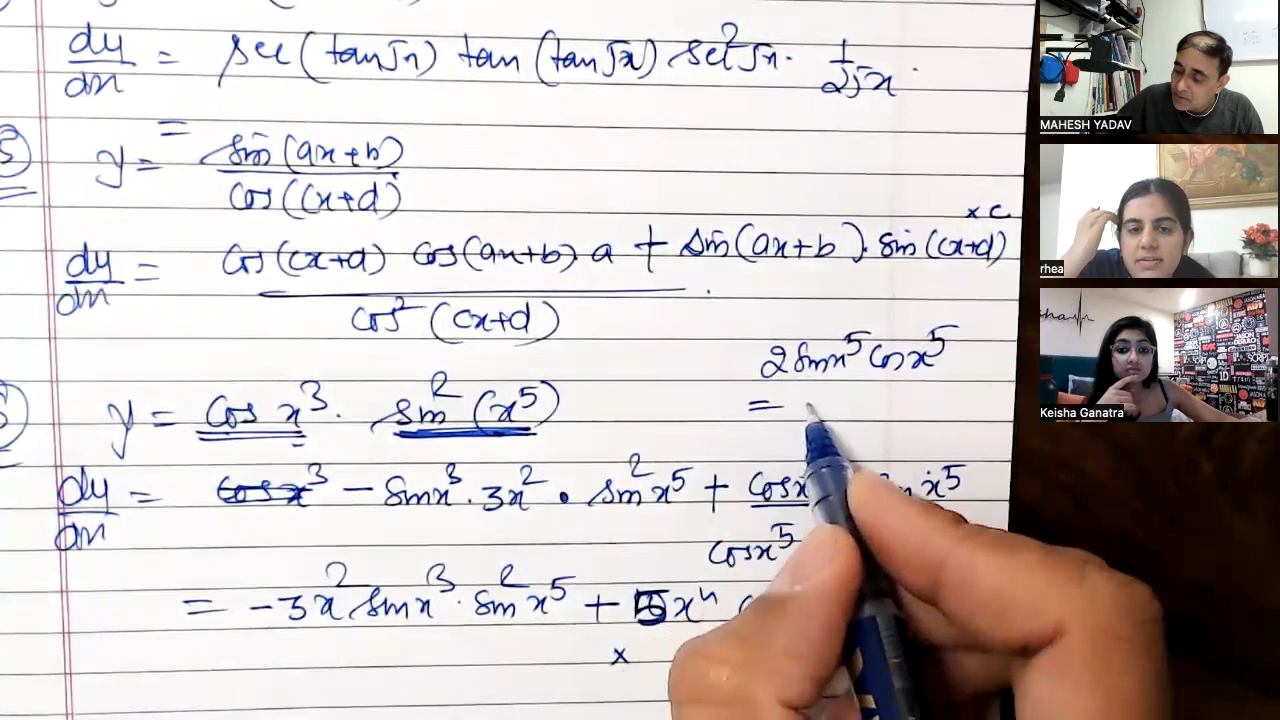 dy/dx = sec(tan√x) tan(tan√x) sec²√x · 1/2√x ·
=
5) y = sin(ax+b)/cos(cx+d)
× c
dy/dx = cos(cx+d) cos(ax+b) a + sin(ax+b) · sin(cx+d) / cos²(cx+d)
2 sin x⁵ cos x⁵
=
y = cos x³ · sin²(x⁵)
dy/dx = cos x³ - sin x³ · 3x² · sin² x⁵ + cos x⁵
cos x⁵
= -3x² sin x³ · sin² x⁵ + 5x⁴
×
MAHESH YADAV
rhea
Keisha Ganatra